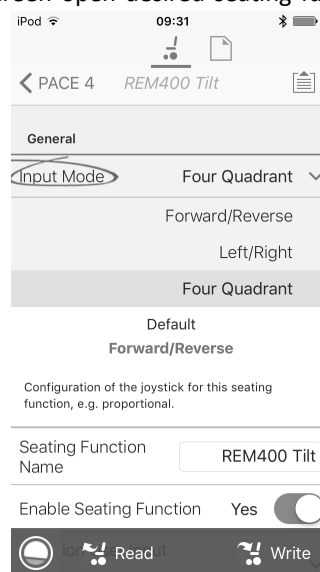 iPod 09:31
PACE 4 REM400 Tilt
General
Input Mode Four Quadrant
Forward/Reverse
Left/Right
Four Quadrant
Default
Forward/Reverse
Configuration of the joystick for this seating
function, e.g. proportional.
Seating Function
Name
REM400 Tilt
Enable Seating Function Yes
Read Write